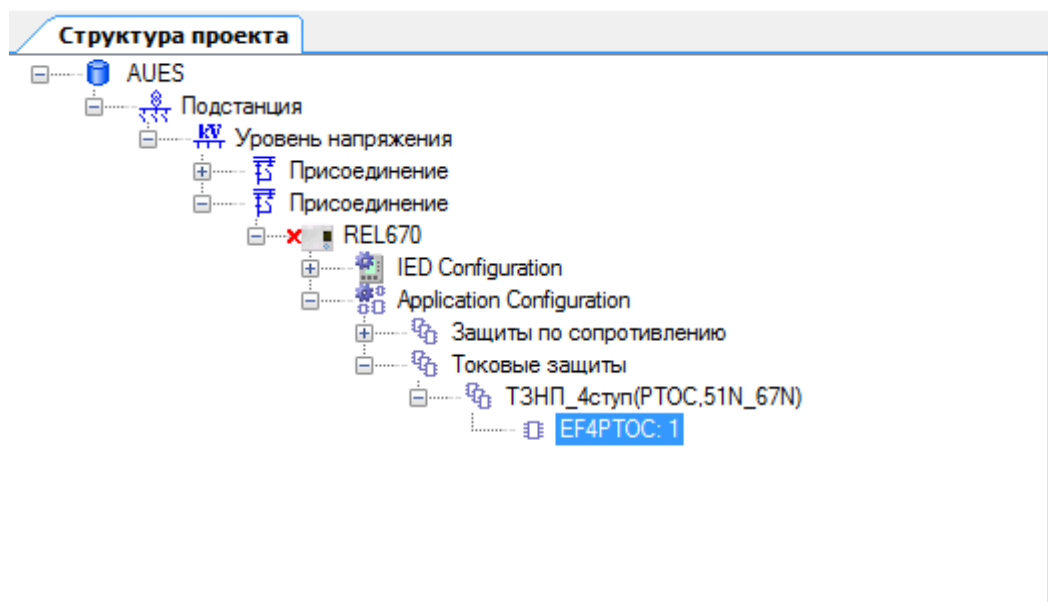 Структура проекта
AUES
Подстанция
Уровень напряжения
Присоединение
Присоединение
REL670
IED Configuration
Application Configuration
Защиты по сопротивлению
Токовые защиты
ТЗНП_4ступ(PTOC,51N_67N)
EF4PTOC: 1